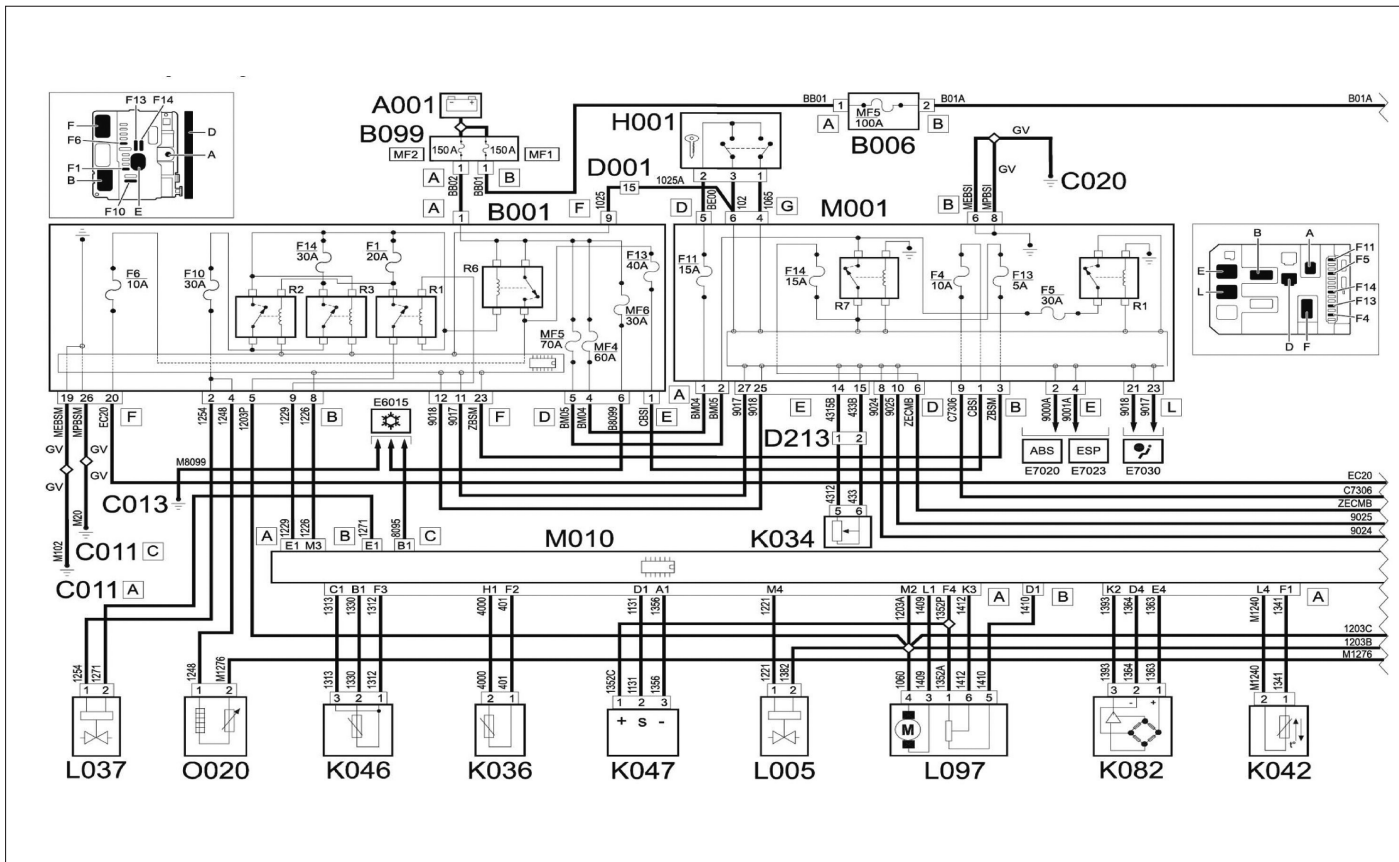 F13 F14
F
F6
F1
B
D
A
F10 E
A001
B099
MF2
150A
150A
MF1
1
1
A
B
BB02
BB01
H001
2 3 1
BE00
102
1065
D001
1025
15
1025A
BB01
A
1
MF5
100A
2
B
B01A
B01A
B006
GV
GV
MEBSI
MPBSI
C020
A
1
B001
F
9
D
5 6 4
G
M001
B
6 8
F6
10A
F10
30A
F14
30A
F1
20A
R2
R3
R1
R6
MF5
70A
MF4
60A
MF6
30A
F13
40A
F11
15A
F14
15A
R7
F4
10A
F13
5A
F5
30A
R1
B
A
F11
F5
E
L
F14
F13
F4
D
F
19 26 20
F
2 4 5 9 8
B
12 11 23
F
D
5 4 6 1
E
A
1 2 27 25
E
14 15 8 10 6
D
9 1 3
B
2 4
E
21 23
L
MEBSM
MPBSM
EC20
1254
1248
1203P
1229
1226
E6015
9018
9017
ZBSM
BM05
BM04
B8099
CBSI
BM04
BM05
9017
9018
4315B
433B
9024
9025
ZECMB
C7306
CBSI
ZBSM
9000A
9001A
9018
9017
GV
GV
GV
GV
M8099
C013
D213
1 2
ABS
E7020
ESP
E7023
E7030
EC20
C7306
ZECMB
9025
9024
M102
M20
C011 C
C011 A
1229
1226
1271
8095
A
E1 M3
B
E1
B1
C
M010
4312
433
5 6
K034
C1 B1 F3
H1 F2
D1 A1
M4
M2 L1 F4 K3
A
D1
B
K2 D4 E4
L4 F1
A
1313
1330
1312
4000
401
1131
1356
1221
1203A
1409
1352P
1412
1410
1393
1364
1363
M1240
1341
1203C
1203B
M1276
1254
1271
1248
M1276
1313
1330
1312
4000
401
1352C
1131
1356
1221
1382
1060
1409
1352A
1412
1410
1393
1364
1363
M1240
1341
1 2
1 2
3 2 1
2 1
1 2 3
1 2
4 3 1 6 5
3 2 1
2 1
+ S -
M
- +
t°
L037
O020
K046
K036
K047
L005
L097
K082
K042